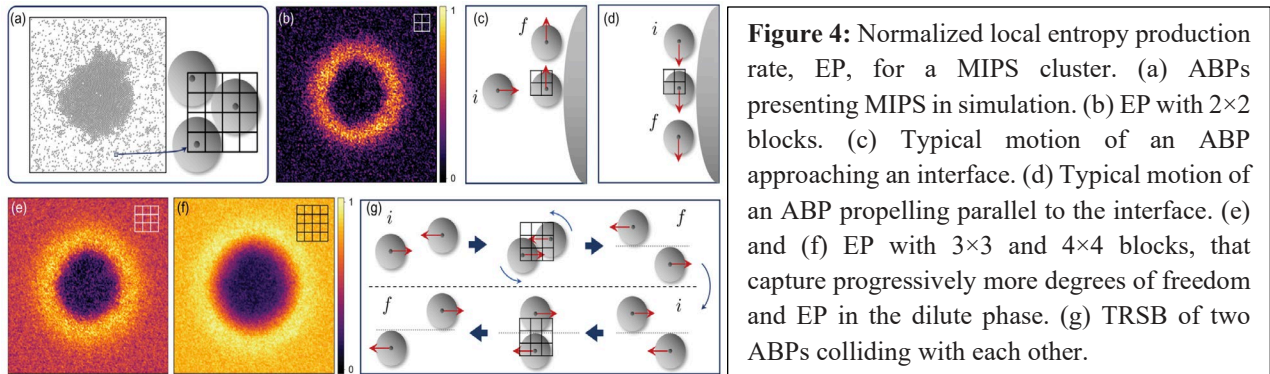 (a)
(b)
1
0
(c)
f
i
(d)
i
f
(e)
(f)
1
0
(g)
i
f
f
i
Figure 4: Normalized local entropy production
rate, EP, for a MIPS cluster. (a) ABPs
presenting MIPS in simulation. (b) EP with 2×2
blocks. (c) Typical motion of an ABP
approaching an interface. (d) Typical motion of
an ABP propelling parallel to the interface. (e)
and (f) EP with 3×3 and 4×4 blocks, that
capture progressively more degrees of freedom
and EP in the dilute phase. (g) TRSB of two
ABPs colliding with each other.